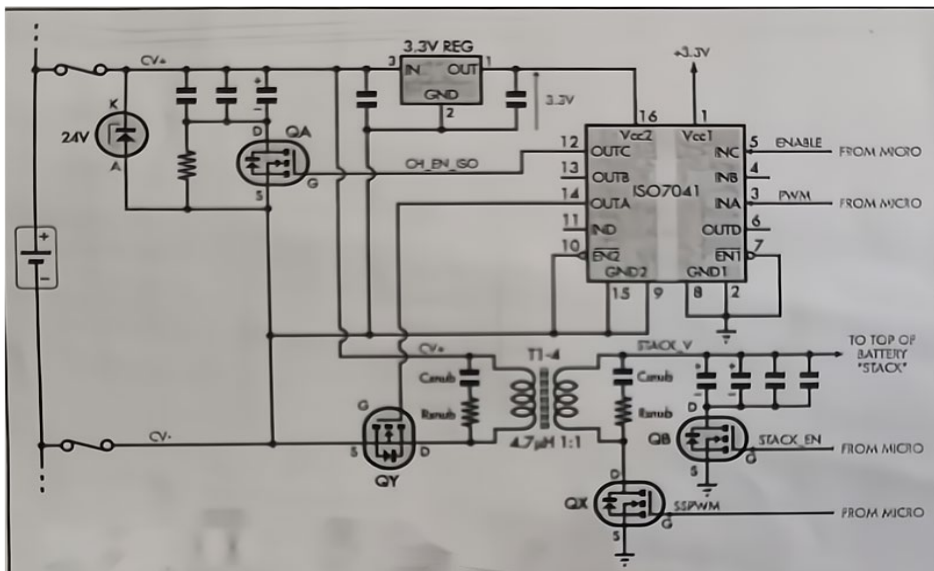 CV+
3.3V REG
3
IN
OUT
1
GND
2
3.3V
+3.3V
16
1
Vcc2
Vcc1
K
24V
A
D
QA
G
S
CH_EN_ISO
12
OUTC
INC
5
ENABLE
FROM MICRO
13
OUTB
INB
4
ISO7041
14
OUTA
INA
3
PWM
FROM MICRO
11
IND
OUTD
6
10
EN2
EN1
7
GND2
GND1
15
9
8
2
+
-
CV+
T1-4
STACK_V
TO TOP OF
BATTERY
"STACK"
Csnub
Csnub
+
+
-
-
Rsnub
Rsnub
G
S
D
QY
4.7µH 1:1
CV-
D
QB
G
S
STACK_EN
FROM MICRO
D
QX
G
S
SSPWM
FROM MICRO